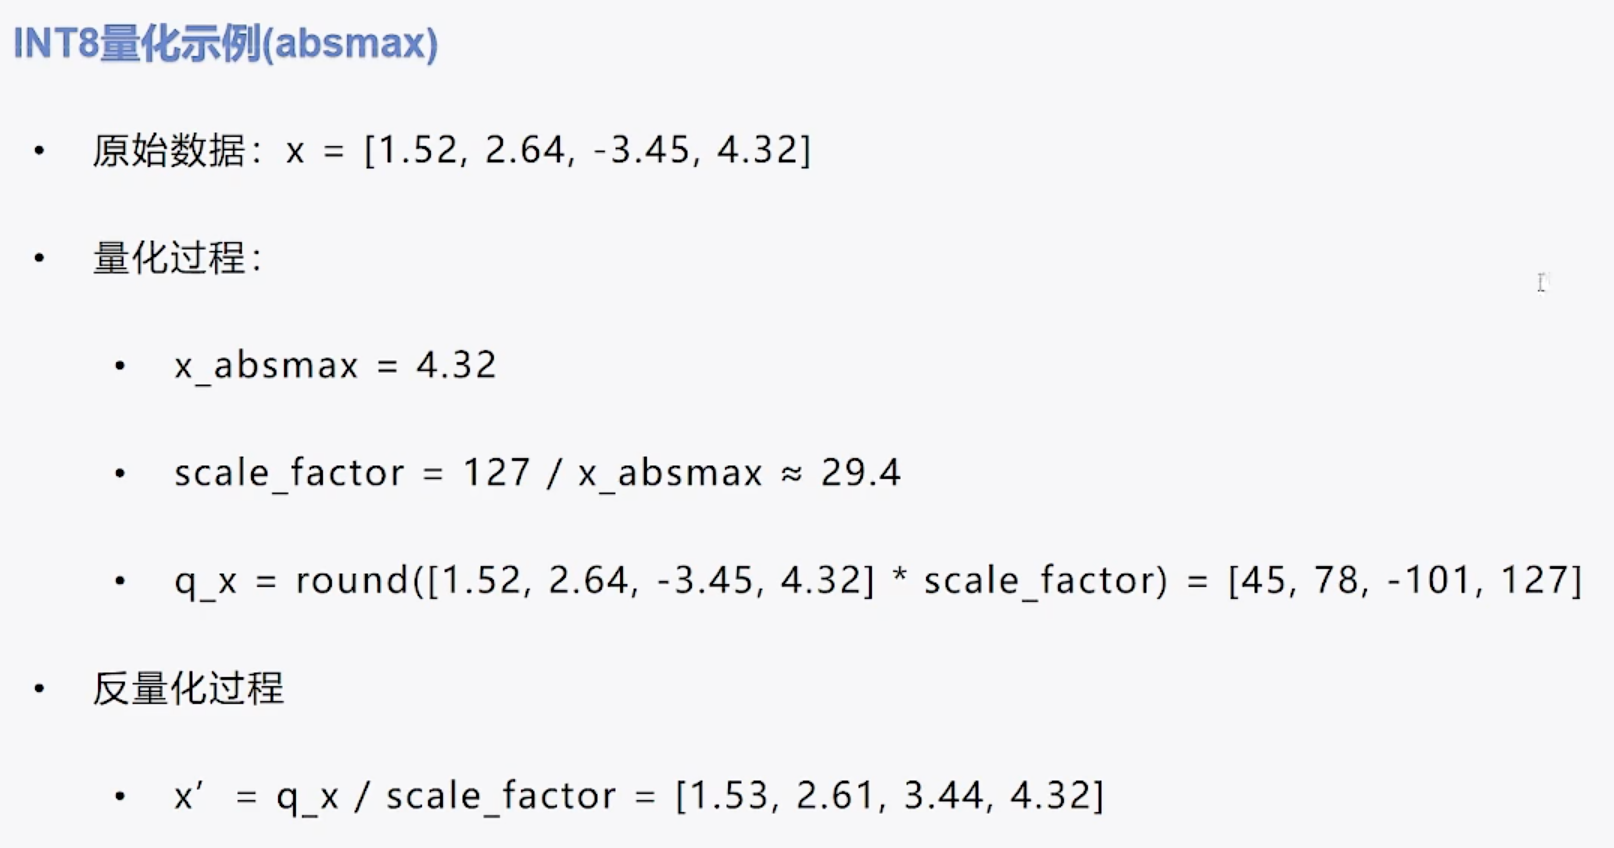 INT8量化示例(absmax)
• 原始数据：x = [1.52, 2.64, -3.45, 4.32]
• 量化过程：
• x_absmax = 4.32
• scale_factor = 127 / x_absmax ≈ 29.4
• q_x = round([1.52, 2.64, -3.45, 4.32] * scale_factor) = [45, 78, -101, 127]
• 反量化过程
• x’ = q_x / scale_factor = [1.53, 2.61, 3.44, 4.32]